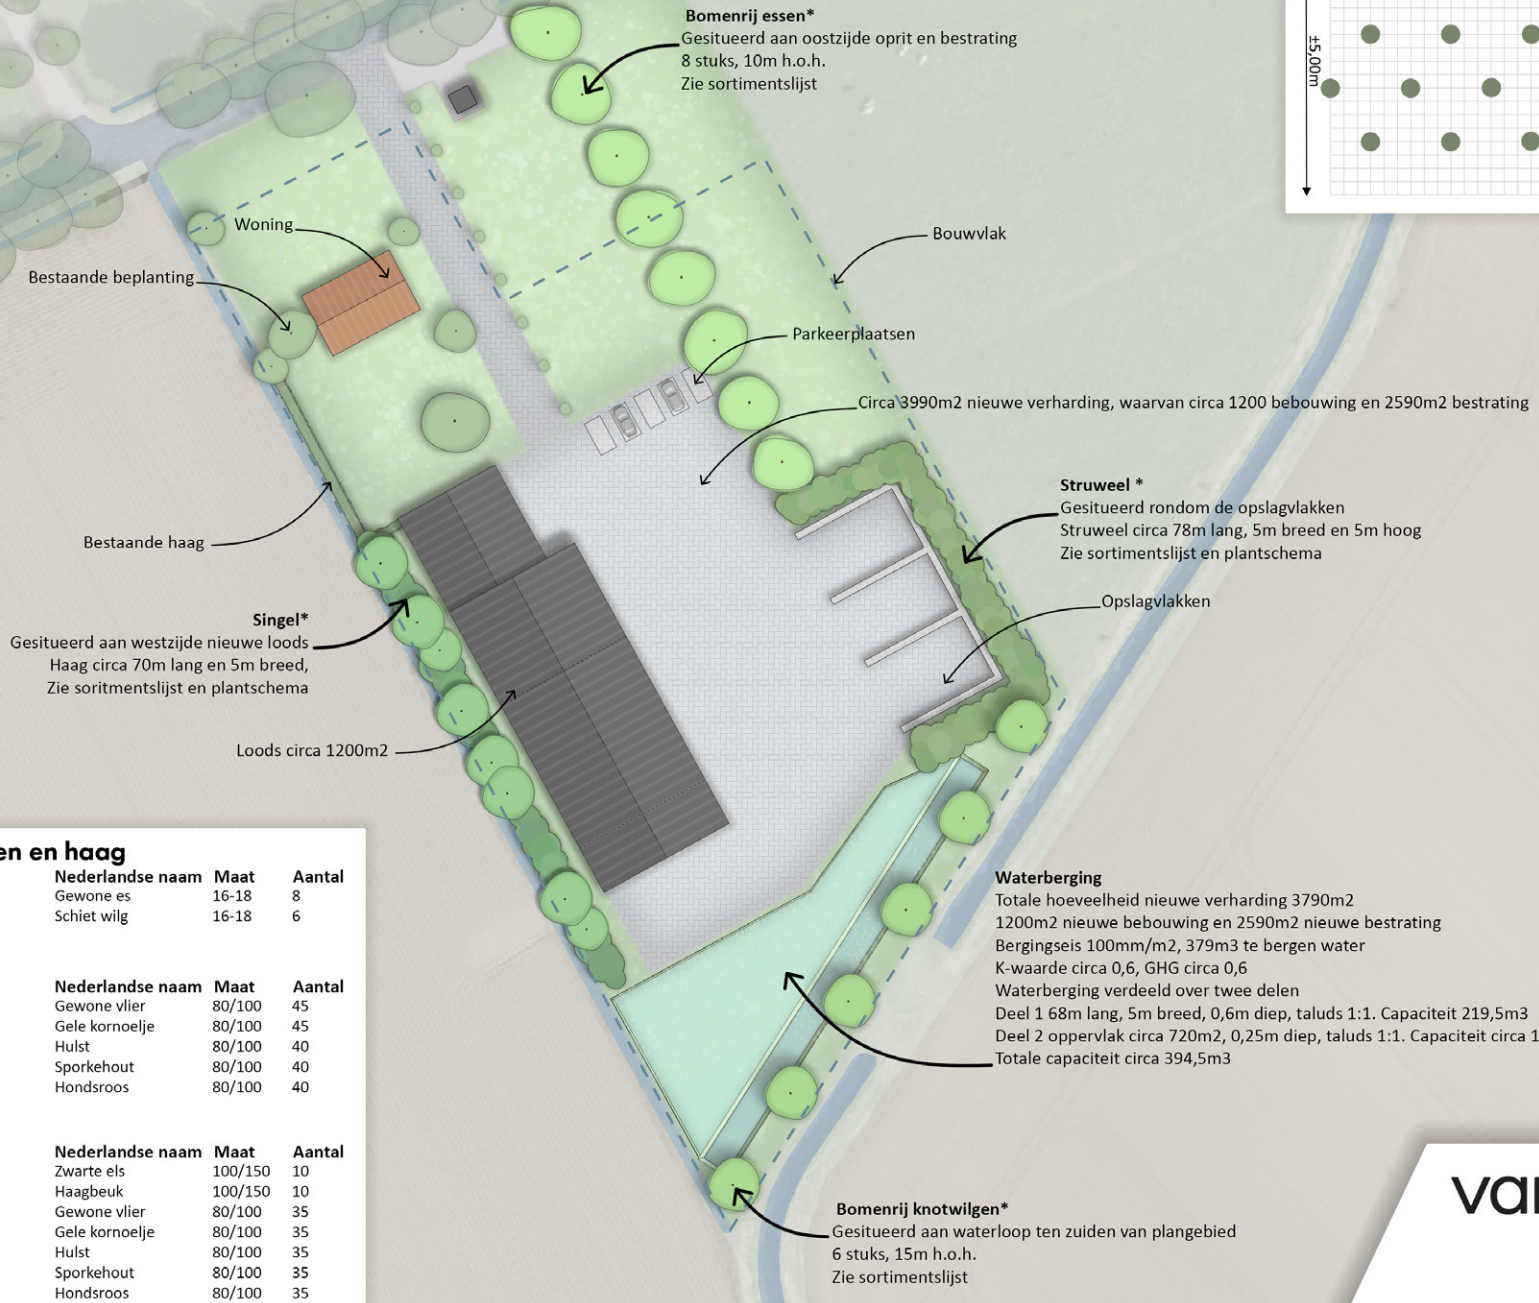 Bomenrij essen*
Gesitueerd aan oostzijde oprit en bestrating
8 stuks, 10m h.o.h.
Zie sortimentslijst
±5,00m
Woning
Bestaande beplanting
Bouwvlak
Parkeerplaatsen
Circa 3990m2 nieuwe verharding, waarvan circa 1200 bebouwing en 2590m2 bestrating
Struweel *
Gesitueerd rondom de opslagvlakken
Struweel circa 78m lang, 5m breed en 5m hoog
Zie sortimentslijst en plantschema
Bestaande haag
Opslagvlakken
Singel*
Gesitueerd aan westzijde nieuwe loods
Haag circa 70m lang en 5m breed,
Zie soritmentslijst en plantschema
Loods circa 1200m2
en en haag
Nederlandse naam Maat Aantal
Gewone es 16-18 8
Schiet wilg 16-18 6
Nederlandse naam Maat Aantal
Gewone vlier 80/100 45
Gele kornoelje 80/100 45
Hulst 80/100 40
Sporkehout 80/100 40
Hondsroos 80/100 40
Nederlandse naam Maat Aantal
Zwarte els 100/150 10
Haagbeuk 100/150 10
Gewone vlier 80/100 35
Gele kornoelje 80/100 35
Hulst 80/100 35
Sporkehout 80/100 35
Hondsroos 80/100 35
Waterberging
Totale hoeveelheid nieuwe verharding 3790m2
1200m2 nieuwe bebouwing en 2590m2 nieuwe bestrating
Bergingseis 100mm/m2, 379m3 te bergen water
K-waarde circa 0,6, GHG circa 0,6
Waterberging verdeeld over twee delen
Deel 1 68m lang, 5m breed, 0,6m diep, taluds 1:1. Capaciteit 219,5m3
Deel 2 oppervlak circa 720m2, 0,25m diep, taluds 1:1. Capaciteit circa 1
Totale capaciteit circa 394,5m3
Bomenrij knotwilgen*
Gesitueerd aan waterloop ten zuiden van plangebied
6 stuks, 15m h.o.h.
Zie sortimentslijst
van